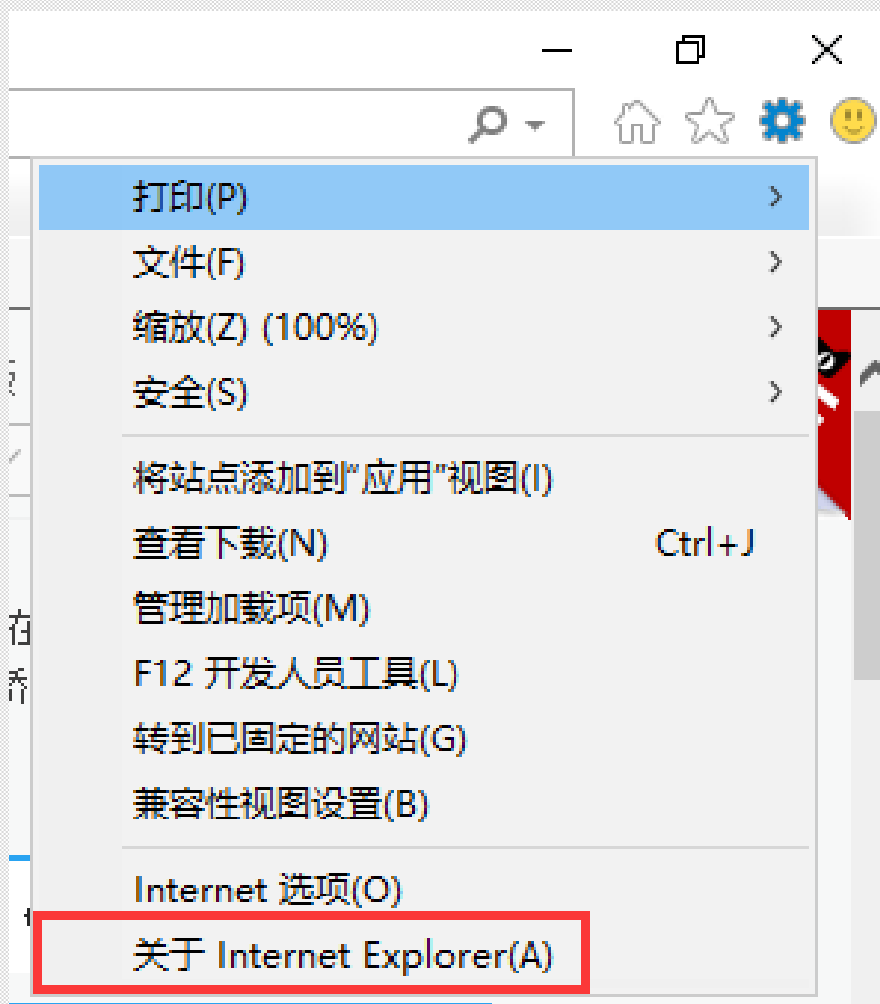 打印(P)
文件(F)
缩放(Z) (100%)
安全(S)
将站点添加到“应用”视图(I)
查看下载(N) Ctrl+J
管理加载项(M)
F12 开发人员工具(L)
转到已固定的网站(G)
兼容性视图设置(B)
Internet 选项(O)
关于 Internet Explorer(A)
在